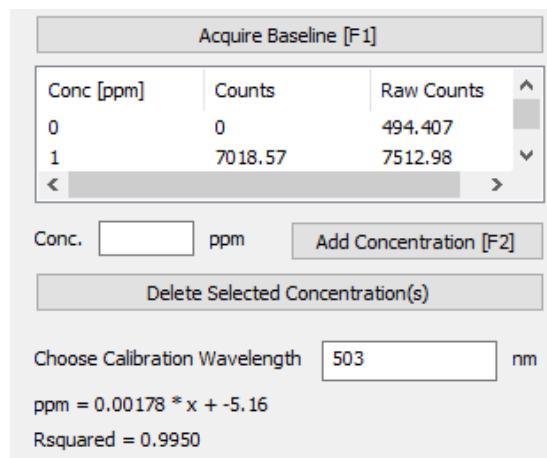 Acquire Baseline [F1]
Conc [ppm] Counts Raw Counts
0 0 494.407
1 7018.57 7512.98
Conc. ppm Add Concentration [F2]
Delete Selected Concentration(s)
Choose Calibration Wavelength 503 nm
ppm = 0.00178 * x + -5.16
Rsquared = 0.9950